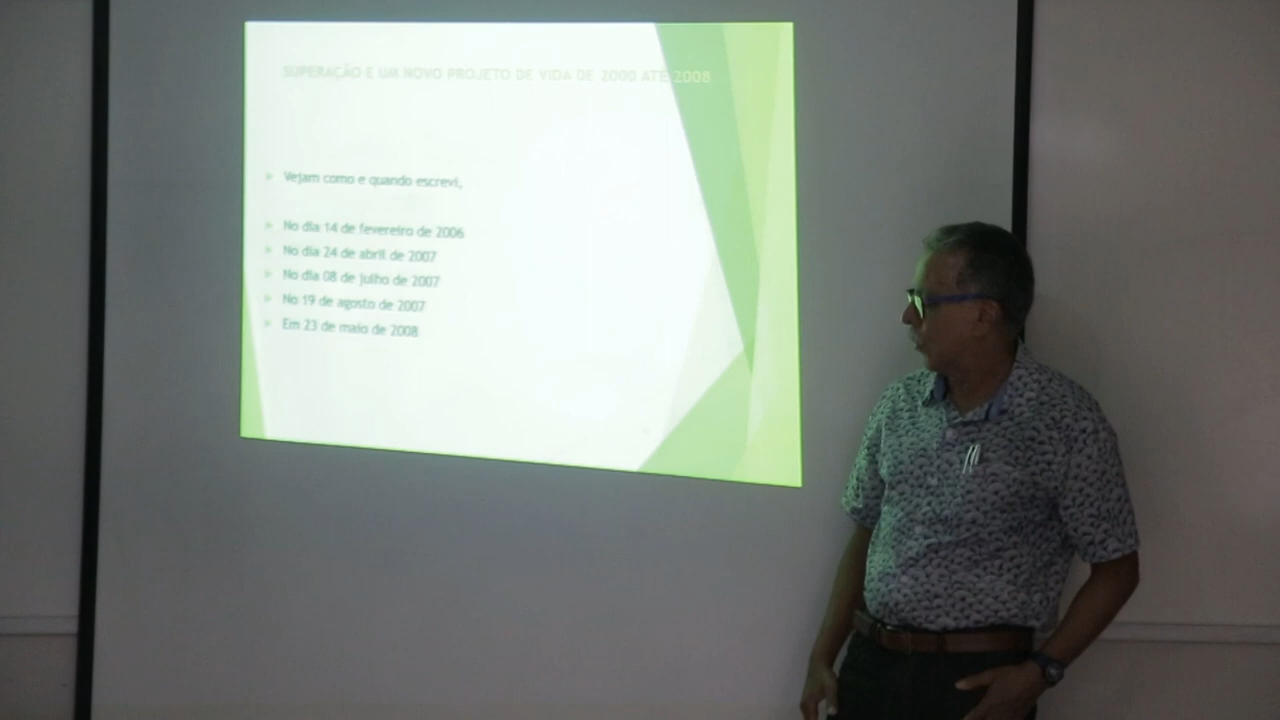 SUPERAÇÃO E UM NOVO PROJETO DE VIDA DE 2000 ATÉ 2008
Vejam como e quando escrevi,
No dia 14 de fevereiro de 2006
No dia 24 de abril de 2007
No dia 08 de julho de 2007
No 19 de agosto de 2007
Em 23 de maio de 2008